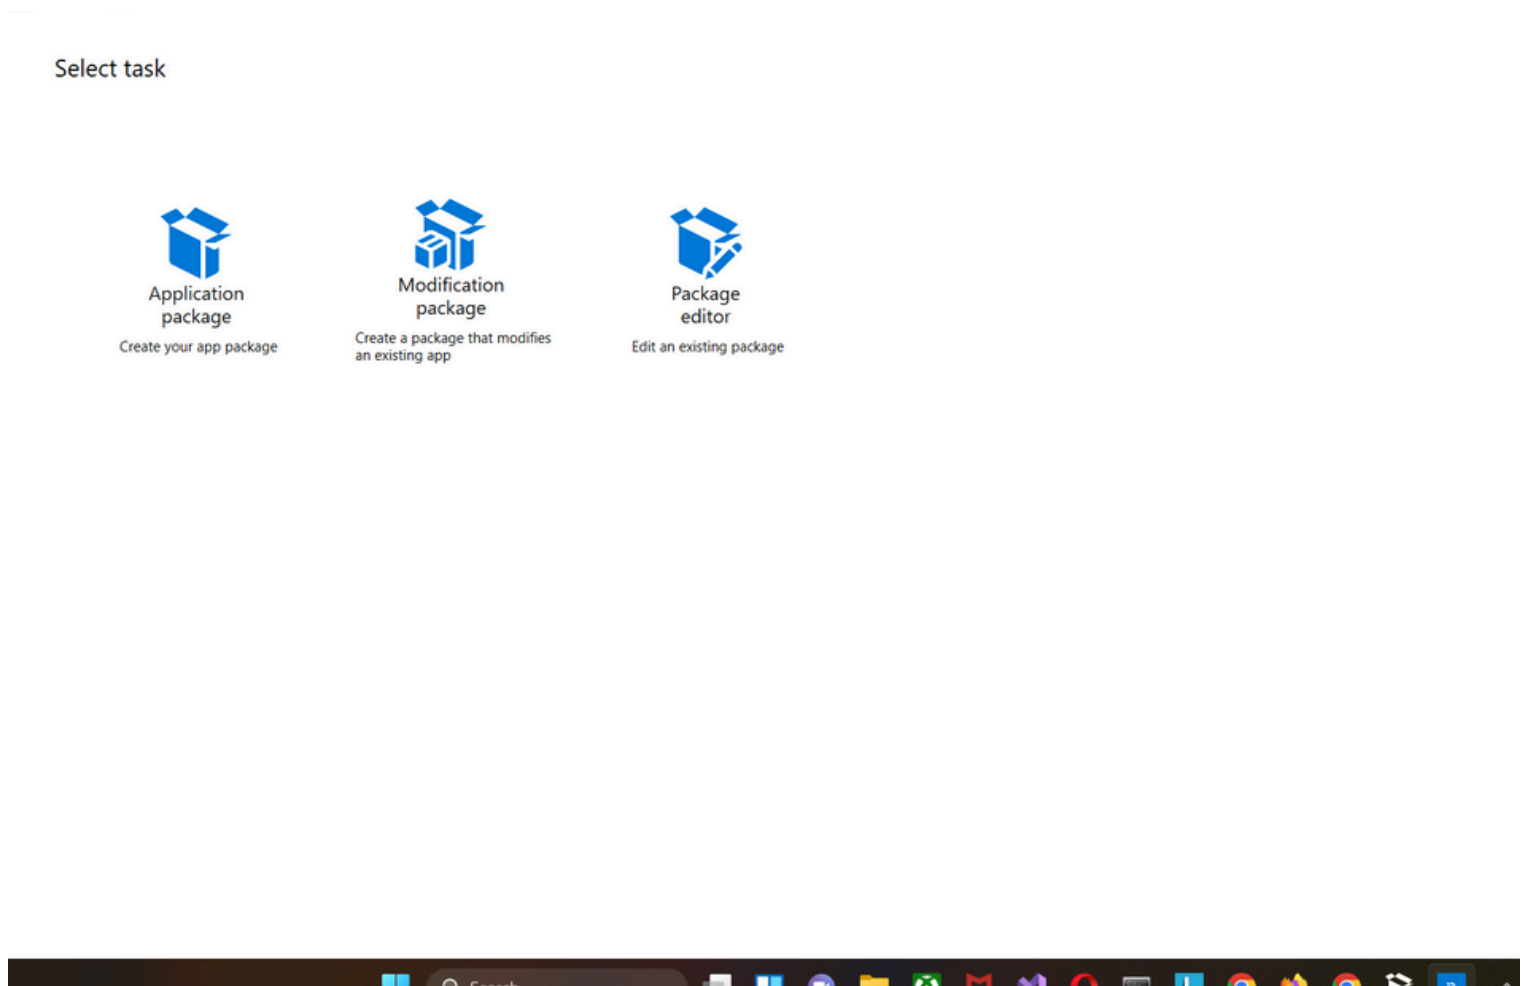 Select task
Application
package
Create your app package
Modification
package
Create a package that modifies
an existing app
Package
editor
Edit an existing package
Search